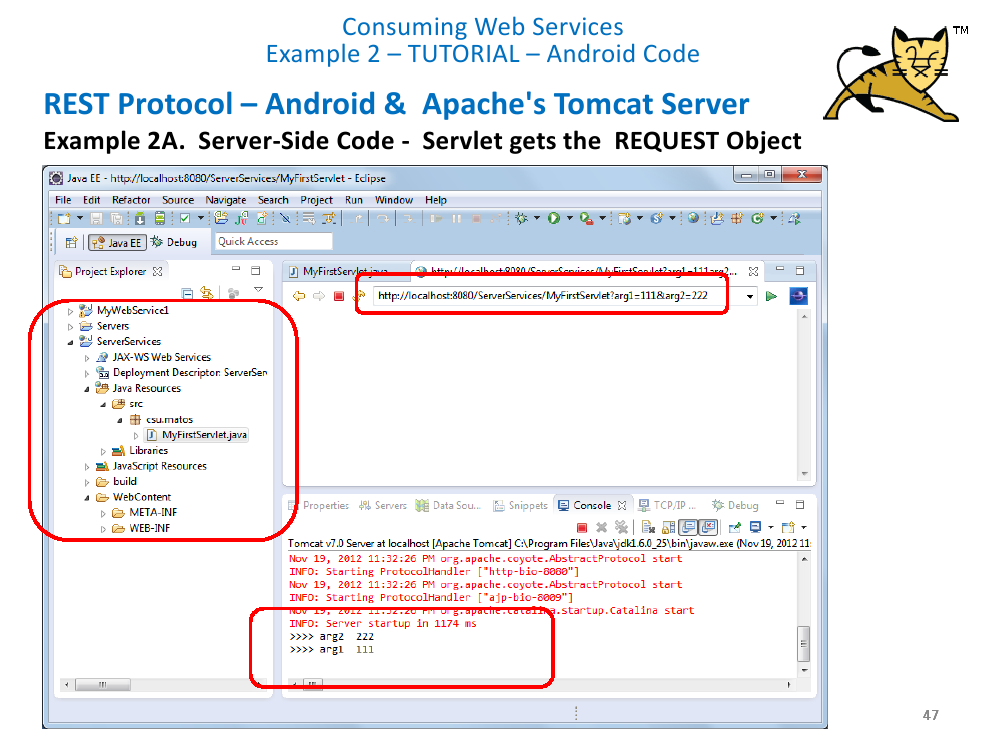 Consuming Web Services
Example 2 – TUTORIAL – Android Code
TM
REST Protocol – Android & Apache's Tomcat Server
Example 2A. Server-Side Code - Servlet gets the REQUEST Object
Java EE - http://localhost:8080/ServerServices/MyFirstServlet - Eclipse
File Edit Refactor Source Navigate Search Project Run Window Help
Java EE Debug Quick Access
Project Explorer
MyFirstServlet.java http://localhost:8080/ServerServices/MyFirstServlet?arg1=111arg2...
http://localhost:8080/ServerServices/MyFirstServlet?arg1=111&arg2=222
MyWebService1
Servers
ServerServices
JAX-WS Web Services
Deployment Descriptor: ServerServ
Java Resources
src
csu.matos
MyFirstServlet.java
Libraries
JavaScript Resources
build
WebContent
META-INF
WEB-INF
Properties Servers Data Sou... Snippets Console TCP/IP ... Debug
Tomcat v7.0 Server at localhost [Apache Tomcat] C:\Program Files\Java\jdk1.6.0_25\bin\javaw.exe (Nov 19, 2012 11:
Nov 19, 2012 11:32:26 PM org.apache.coyote.AbstractProtocol start
INFO: Starting ProtocolHandler ["http-bio-8080"]
Nov 19, 2012 11:32:26 PM org.apache.coyote.AbstractProtocol start
INFO: Starting ProtocolHandler ["ajp-bio-8009"]
Nov 19, 2012 11:32:26 PM org.apache.catalina.startup.Catalina start
INFO: Server startup in 1174 ms
>>>> arg2 222
>>>> arg1 111
47